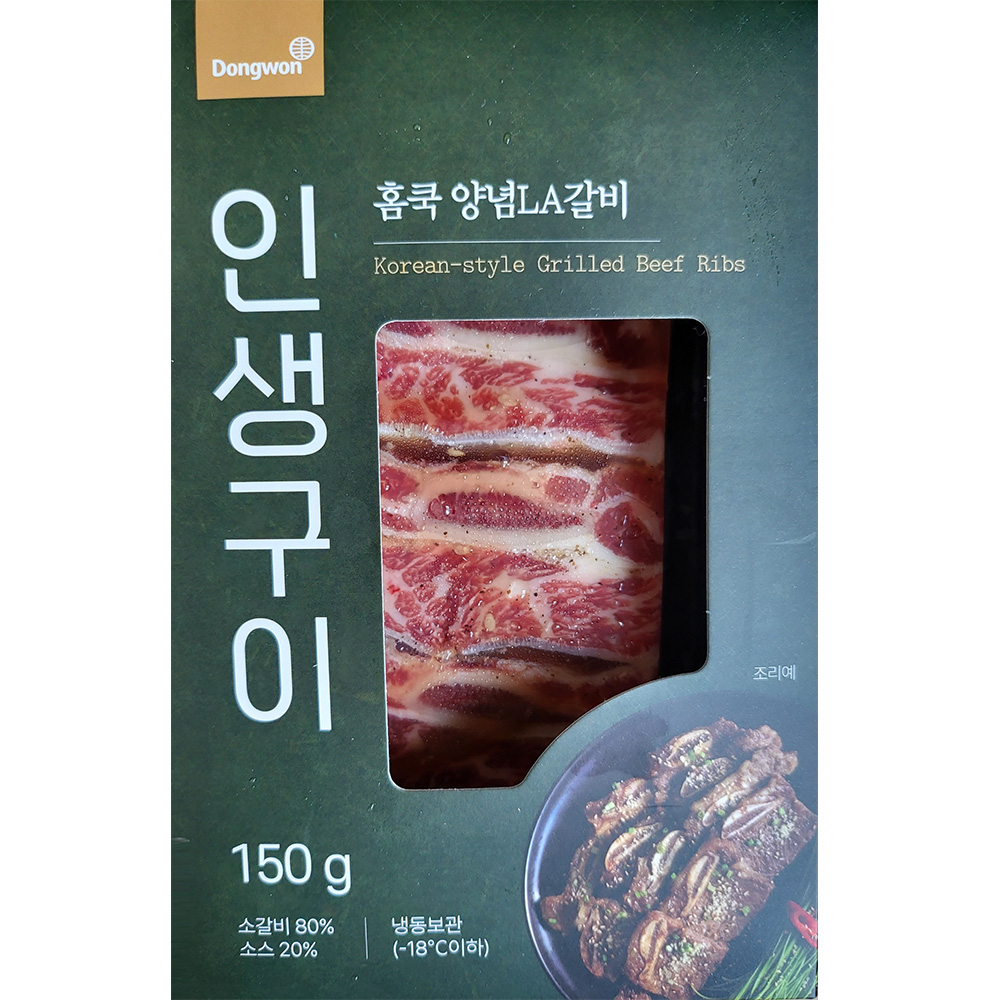 Dongwon
인생구이
홈쿡 양념LA갈비
Korean-style Grilled Beef Ribs
조리예
150 g
소갈비 80%
소스 20%
냉동보관
(-18°C이하)